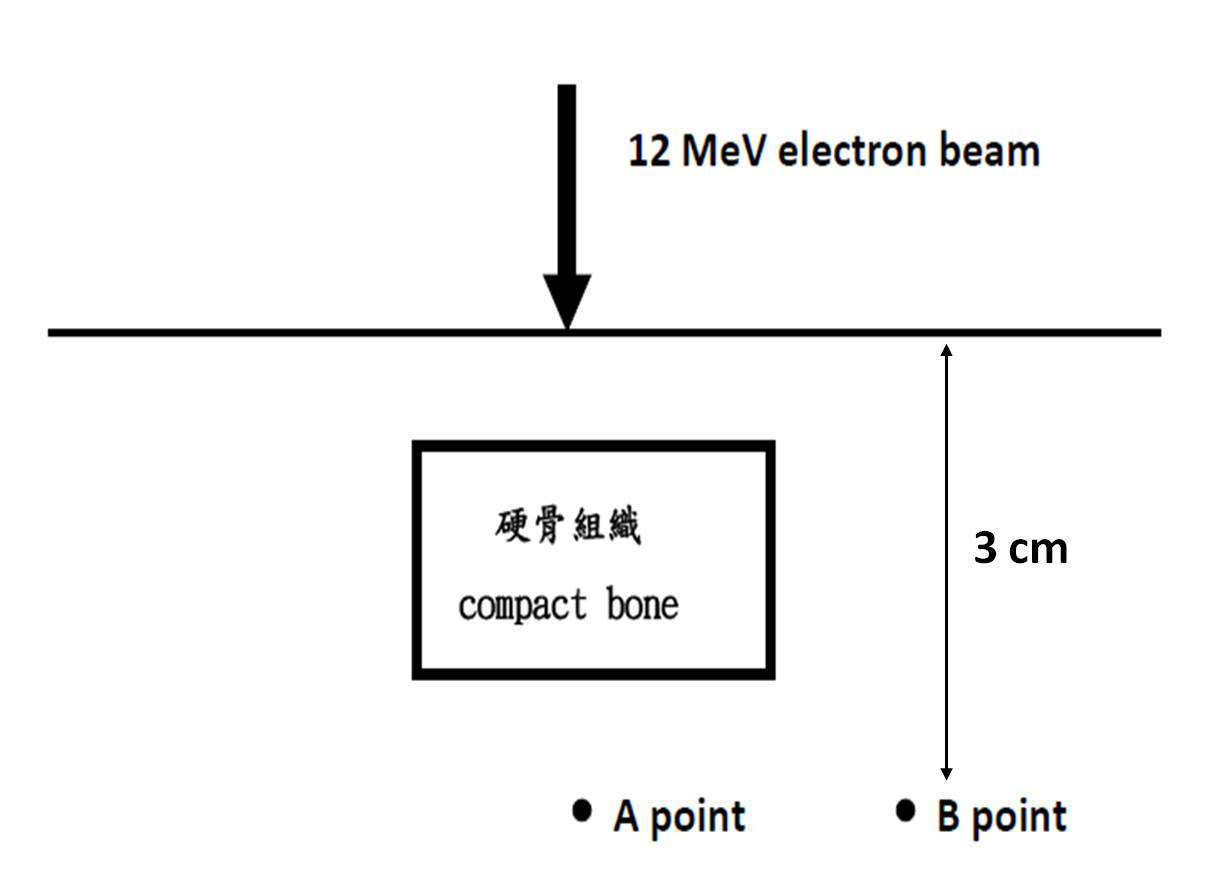 12 MeV electron beam
硬骨組織
compact bone
3 cm
A point
B point